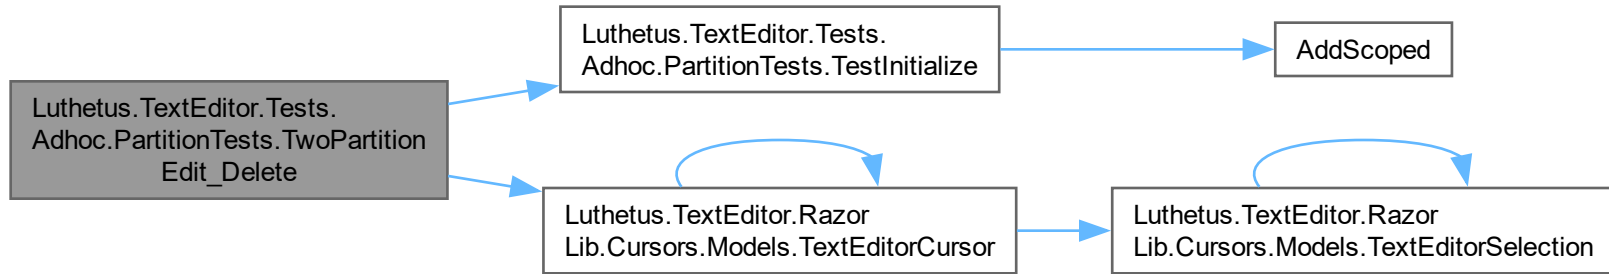 Luthetus.TextEditor.Tests.
Adhoc.PartitionTests.TwoPartition
Edit_Delete
Luthetus.TextEditor.Tests.
Adhoc.PartitionTests.TestInitialize
AddScoped
Luthetus.TextEditor.Razor
Lib.Cursors.Models.TextEditorCursor
Luthetus.TextEditor.Razor
Lib.Cursors.Models.TextEditorSelection